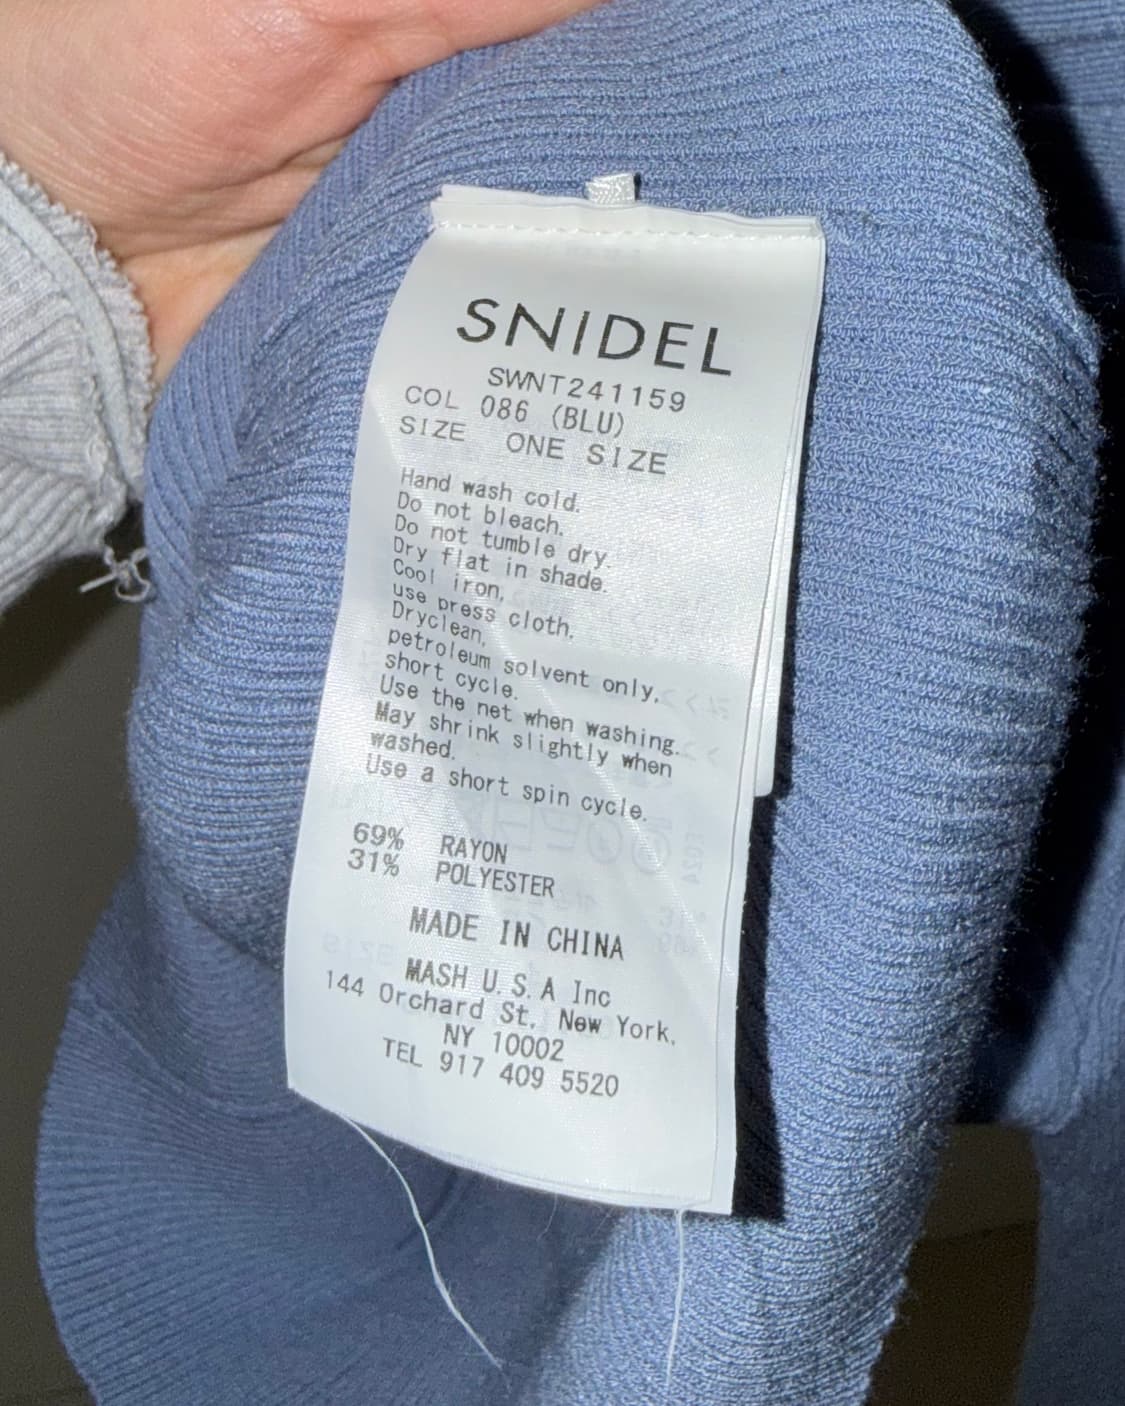 SNIDEL
SWNT241159
COL 086 (BLU)
SIZE ONE SIZE
Hand wash cold.
Do not bleach.
Do not tumble dry.
Dry flat in shade.
Cool iron,
use press cloth.
Dryclean,
petroleum solvent only,
short cycle.
Use the net when washing.
May shrink slightly when
washed.
Use a short spin cycle.
69% RAYON
31% POLYESTER
MADE IN CHINA
MASH U.S.A Inc
144 Orchard St, New York,
NY 10002
TEL 917 409 5520